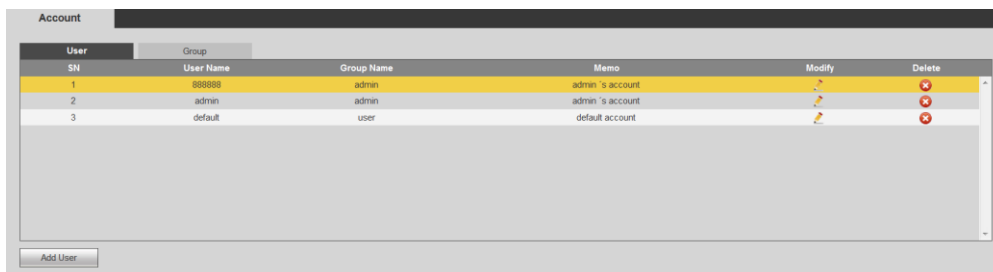 Account
User Group
SN User Name Group Name Memo Modify Delete
1 888888 admin admin 's account
2 admin admin admin 's account
3 default user default account
Add User